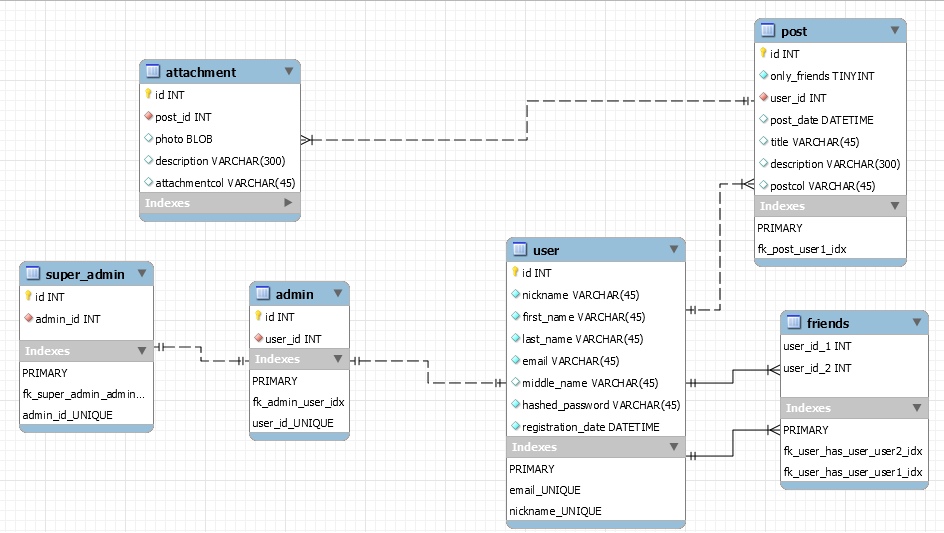 attachment
id INT
post_id INT
photo BLOB
description VARCHAR(300)
attachmentcol VARCHAR(45)
Indexes
post
id INT
only_friends TINYINT
user_id INT
post_date DATETIME
title VARCHAR(45)
description VARCHAR(300)
postcol VARCHAR(45)
Indexes
PRIMARY
fk_post_user1_idx
super_admin
id INT
admin_id INT
Indexes
PRIMARY
fk_super_admin_admin...
admin_id_UNIQUE
admin
id INT
user_id INT
Indexes
PRIMARY
fk_admin_user_idx
user_id_UNIQUE
user
id INT
nickname VARCHAR(45)
first_name VARCHAR(45)
last_name VARCHAR(45)
email VARCHAR(45)
middle_name VARCHAR(45)
hashed_password VARCHAR(45)
registration_date DATETIME
Indexes
PRIMARY
email_UNIQUE
nickname_UNIQUE
friends
user_id_1 INT
user_id_2 INT
Indexes
PRIMARY
fk_user_has_user_user2_idx
fk_user_has_user_user1_idx